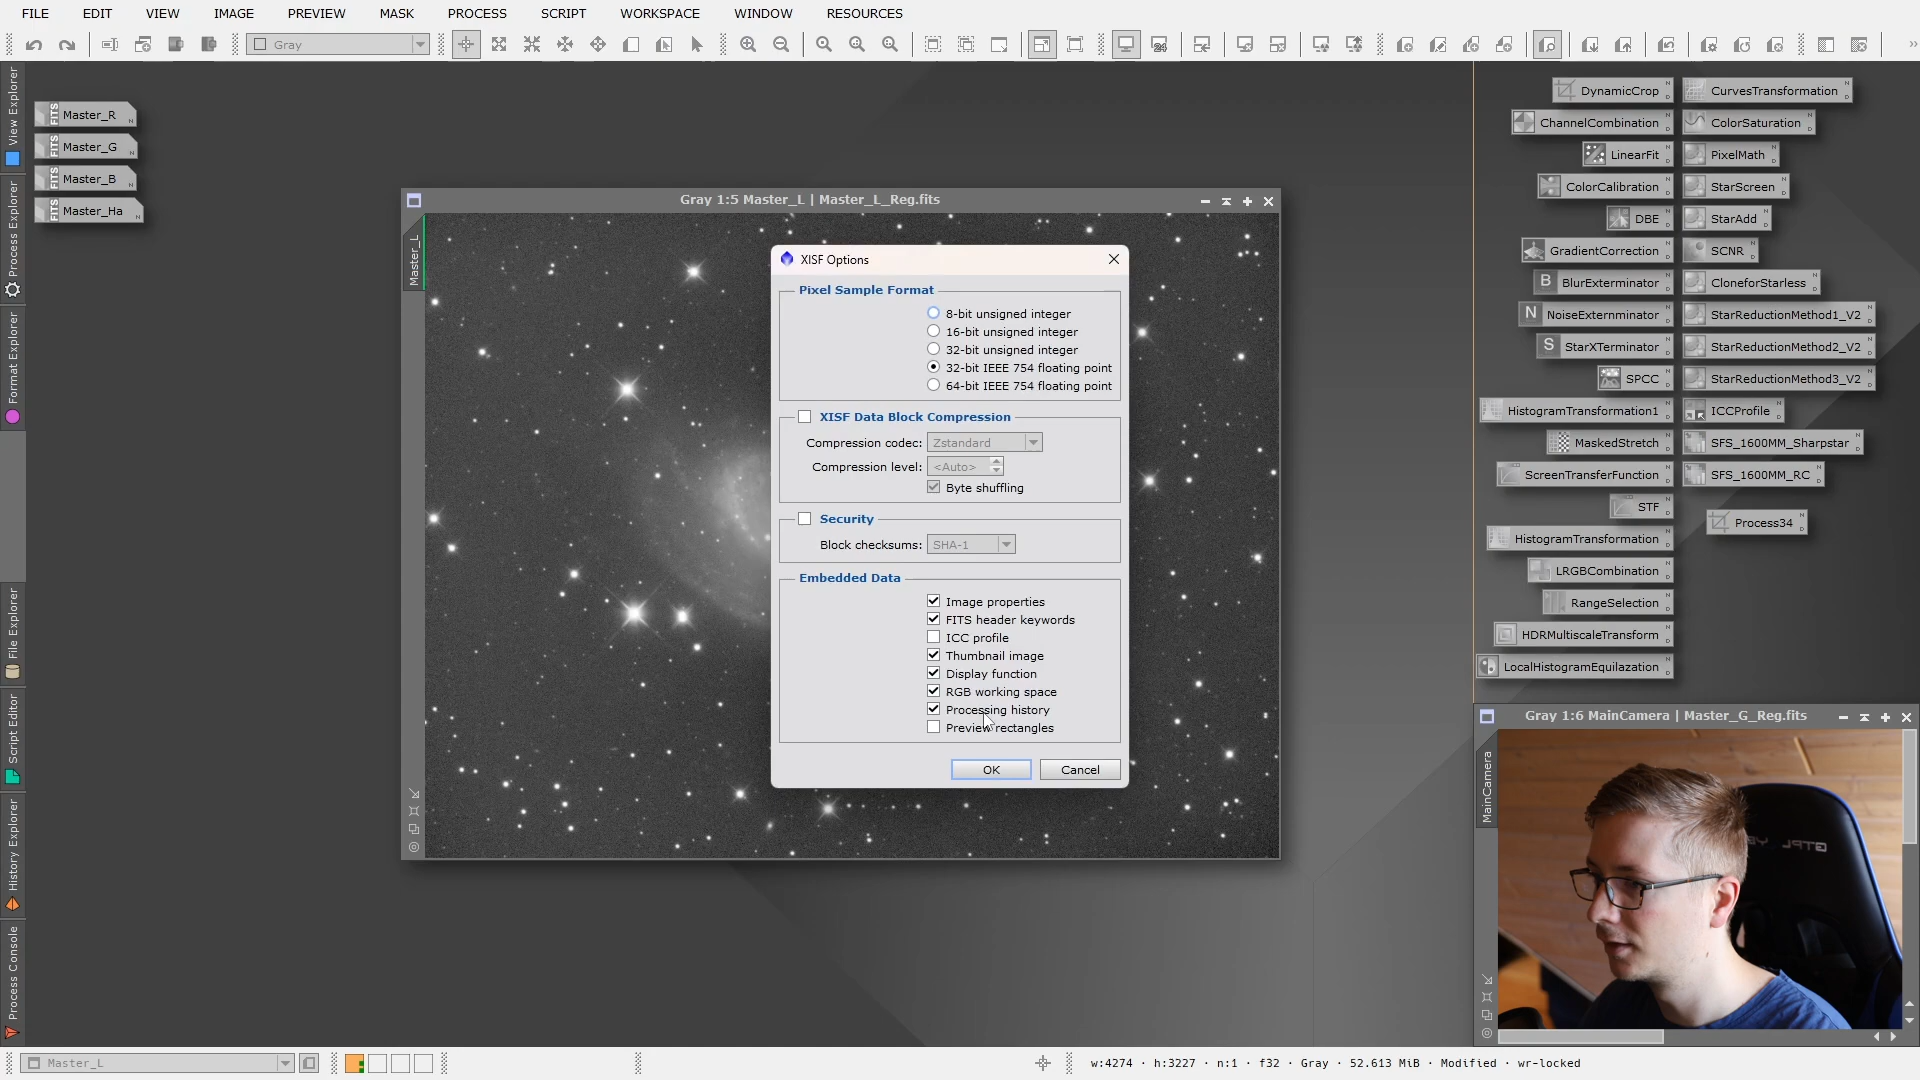 FILE EDIT VIEW IMAGE PREVIEW MASK PROCESS SCRIPT WORKSPACE WINDOW RESOURCES
Gray
View Explorer
Process Explorer
Format Explorer
File Explorer
Script Editor
History Explorer
Process Console
FITS Master_R N
FITS Master_G N
FITS Master_B N
FITS Master_Ha N
Gray 1:5 Master_L | Master_L_Reg.fits
Master_L
XISF Options
Pixel Sample Format
8-bit unsigned integer
16-bit unsigned integer
32-bit unsigned integer
32-bit IEEE 754 floating point
64-bit IEEE 754 floating point
XISF Data Block Compression
Compression codec: Zstandard
Compression level: <Auto>
Byte shuffling
Security
Block checksums: SHA-1
Embedded Data
Image properties
FITS header keywords
ICC profile
Thumbnail image
Display function
RGB working space
Processing history
Preview rectangles
OK Cancel
DynamicCrop CurvesTransformation
ChannelCombination ColorSaturation
LinearFit PixelMath
ColorCalibration StarScreen
DBE StarAdd
GradientCorrection SCNR
B BlurExterminator CloneforStarless
N NoiseExternminator StarReductionMethod1_V2
S StarXTerminator StarReductionMethod2_V2
SPCC StarReductionMethod3_V2
HistogramTransformation1 ICCProfile
MaskedStretch SFS_1600MM_Sharpstar
ScreenTransferFunction SFS_1600MM_RC
STF Process34
HistogramTransformation
LRGBCombination
RangeSelection
HDRMultiscaleTransform
LocalHistogramEquilazation
Gray 1:6 MainCamera | Master_G_Reg.fits
MainCamera
Master_L
w:4274 · h:3227 · n:1 · f32 · Gray · 52.613 MiB · Modified · wr-locked